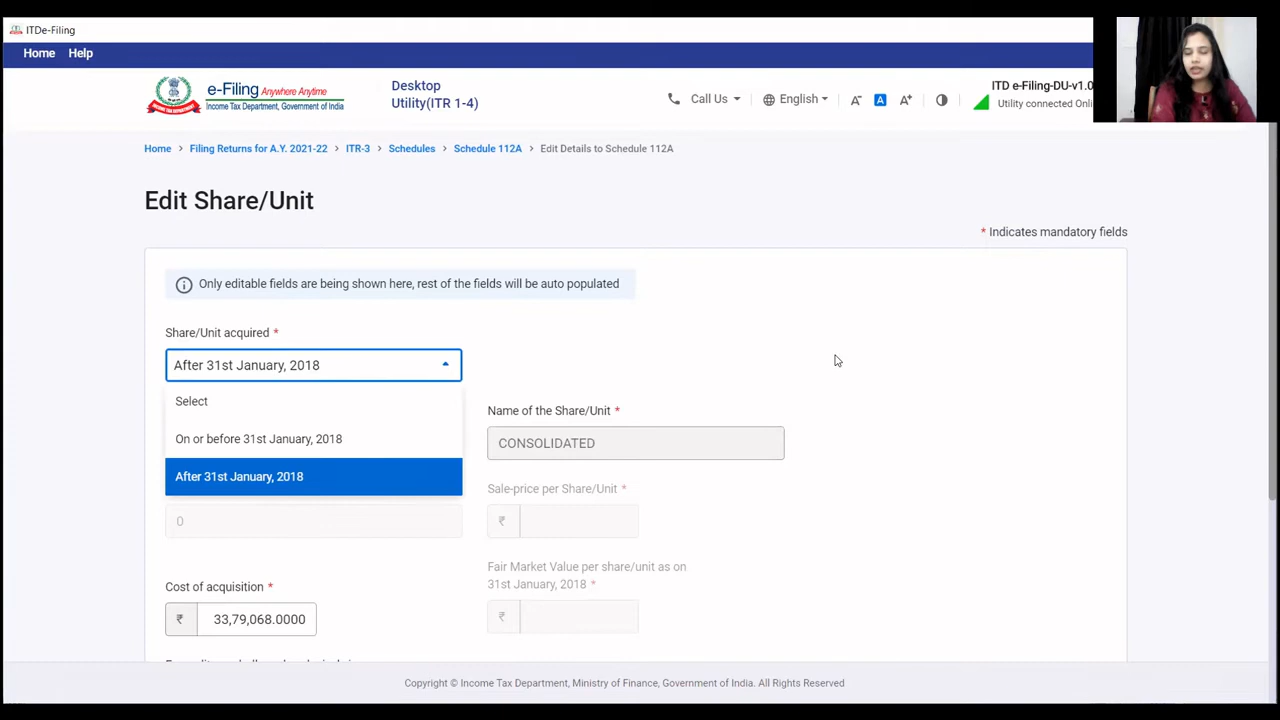 ITDe-Filing
Home Help
e-Filing Anywhere Anytime
Income Tax Department, Government of India
Desktop
Utility(ITR 1-4)
Call Us
English
A-
A
A+
ITD e-Filing-DU-v1.0
Utility connected Onli
Home > Filing Returns for A.Y. 2021-22 > ITR-3 > Schedules > Schedule 112A > Edit Details to Schedule 112A
Edit Share/Unit
* Indicates mandatory fields
Only editable fields are being shown here, rest of the fields will be auto populated
Share/Unit acquired *
After 31st January, 2018
Select
On or before 31st January, 2018
After 31st January, 2018
Name of the Share/Unit *
CONSOLIDATED
Sale-price per Share/Unit *
0
₹
Cost of acquisition *
₹ 33,79,068.0000
Fair Market Value per share/unit as on
31st January, 2018 *
₹
Copyright © Income Tax Department, Ministry of Finance, Government of India. All Rights Reserved